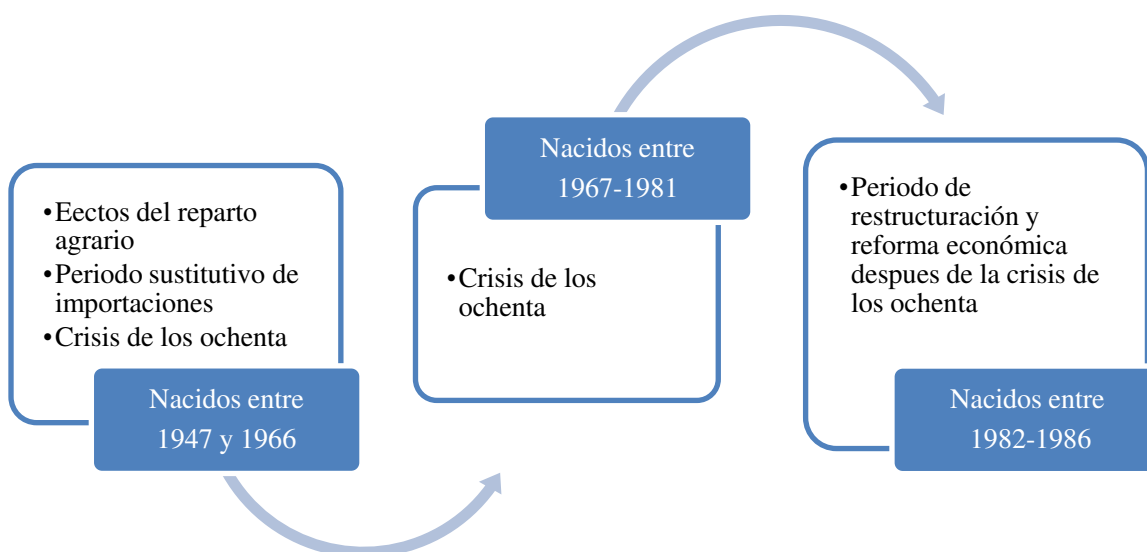 •Eectos del reparto
agrario
•Periodo sustitutivo de
importaciones
•Crisis de los ochenta
Nacidos entre
1947 y 1966
Nacidos entre
1967-1981
•Crisis de los
ochenta
•Periodo de
restructuración y
reforma económica
despues de la crisis de
los ochenta
Nacidos entre
1982-1986